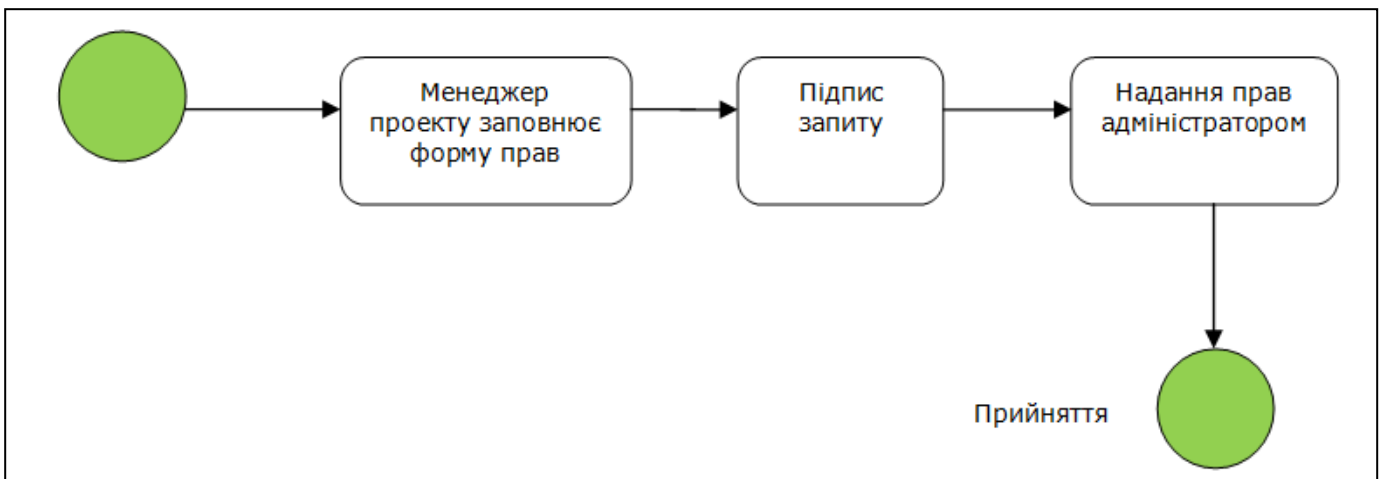 Менеджер
проекту заповнює
форму прав
Підпис
запиту
Надання прав
адміністратором
Прийняття